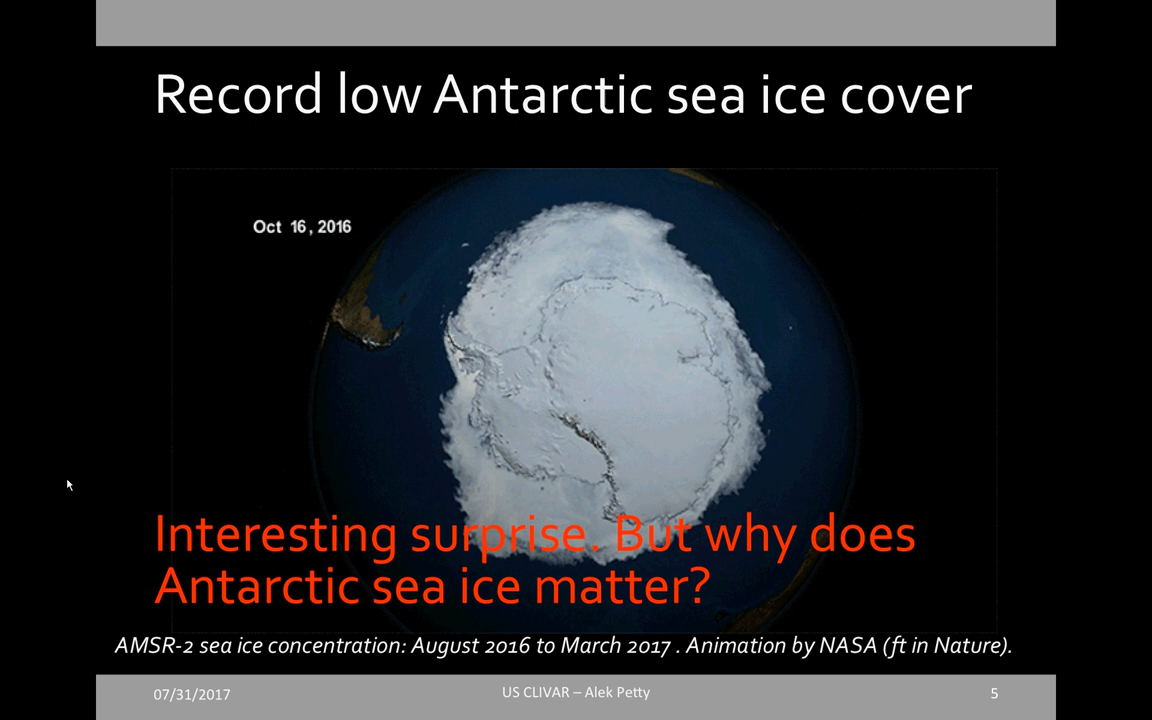 Record low Antarctic sea ice cover
Oct 16, 2016
Interesting surprise. But why does
Antarctic sea ice matter?
AMSR-2 sea ice concentration: August 2016 to March 2017 . Animation by NASA (ft in Nature).
07/31/2017
US CLIVAR – Alek Petty
5